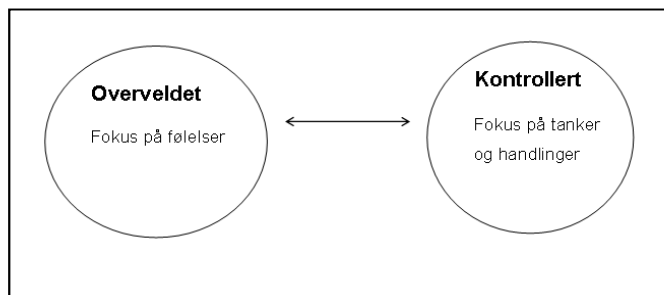 Overveldet
Fokus på følelser
Kontrollert
Fokus på tanker
og handlinger